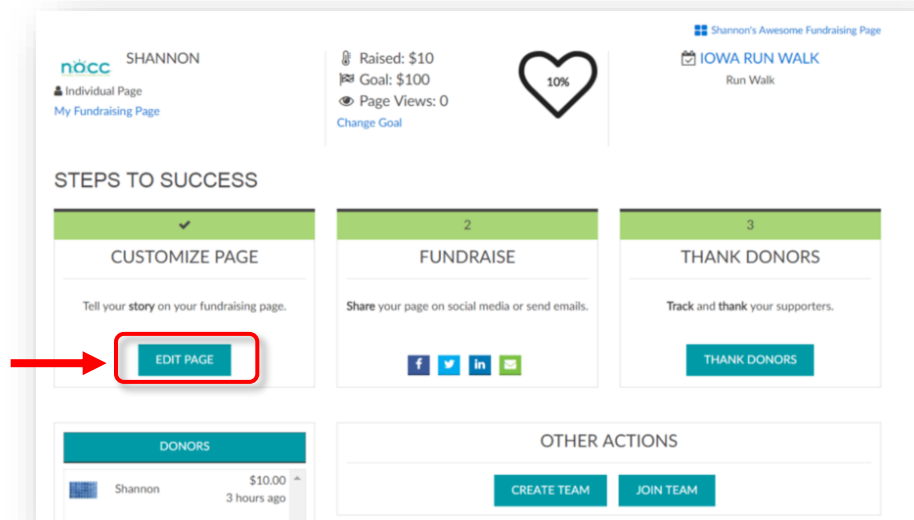 Shannon's Awesome Fundraising Page
nocc
SHANNON
Individual Page
My Fundraising Page
Raised: $10
Goal: $100
Page Views: 0
Change Goal
10%
IOWA RUN WALK
Run Walk
STEPS TO SUCCESS
CUSTOMIZE PAGE
Tell your story on your fundraising page.
EDIT PAGE
2
FUNDRAISE
Share your page on social media or send emails.
f
in
3
THANK DONORS
Track and thank your supporters.
THANK DONORS
DONORS
Shannon
$10.00
3 hours ago
OTHER ACTIONS
CREATE TEAM
JOIN TEAM